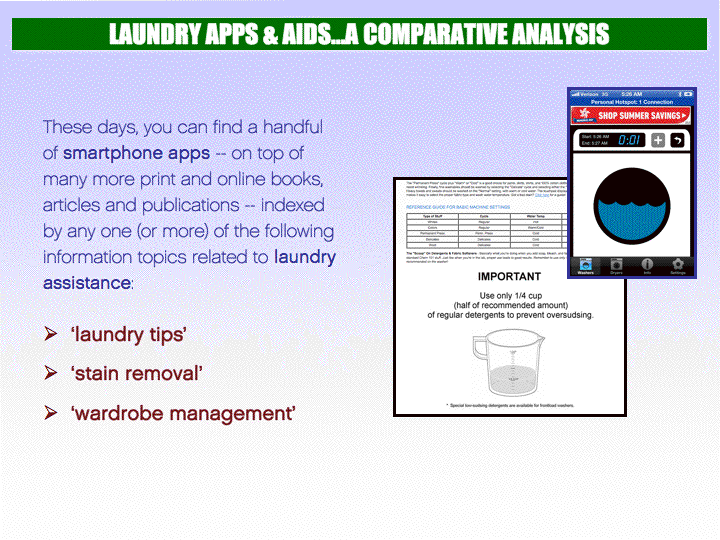 LAUNDRY APPS & AIDS...A COMPARATIVE ANALYSIS
These days, you can find a handful
of smartphone apps -- on top of
many more print and online books,
articles and publications -- indexed
by any one (or more) of the following
information topics related to laundry
assistance:
➢ ‘laundry tips’
➢ ‘stain removal’
➢ ‘wardrobe management’
Verizon 3G 5:26 AM
Personal Hotspot: 1 Connection
SHOP SUMMER SAVINGS
Start: 5:26 AM
End: 5:27 AM
0:01
Washers Dryers Info Settings
REFERENCE GUIDE FOR BASIC MACHINE SETTINGS
Type of Stuff Cycle Water Temp
Whites Regular Hot
Colors Regular Warm/Cold
Permanent Press Perm. Press Cold
Delicates Delicates Cold
Wool Delicates Cold
IMPORTANT
Use only 1/4 cup
(half of recommended amount)
of regular detergents to prevent oversudsing.
* Special low-sudsing detergents are available for frontload washers.